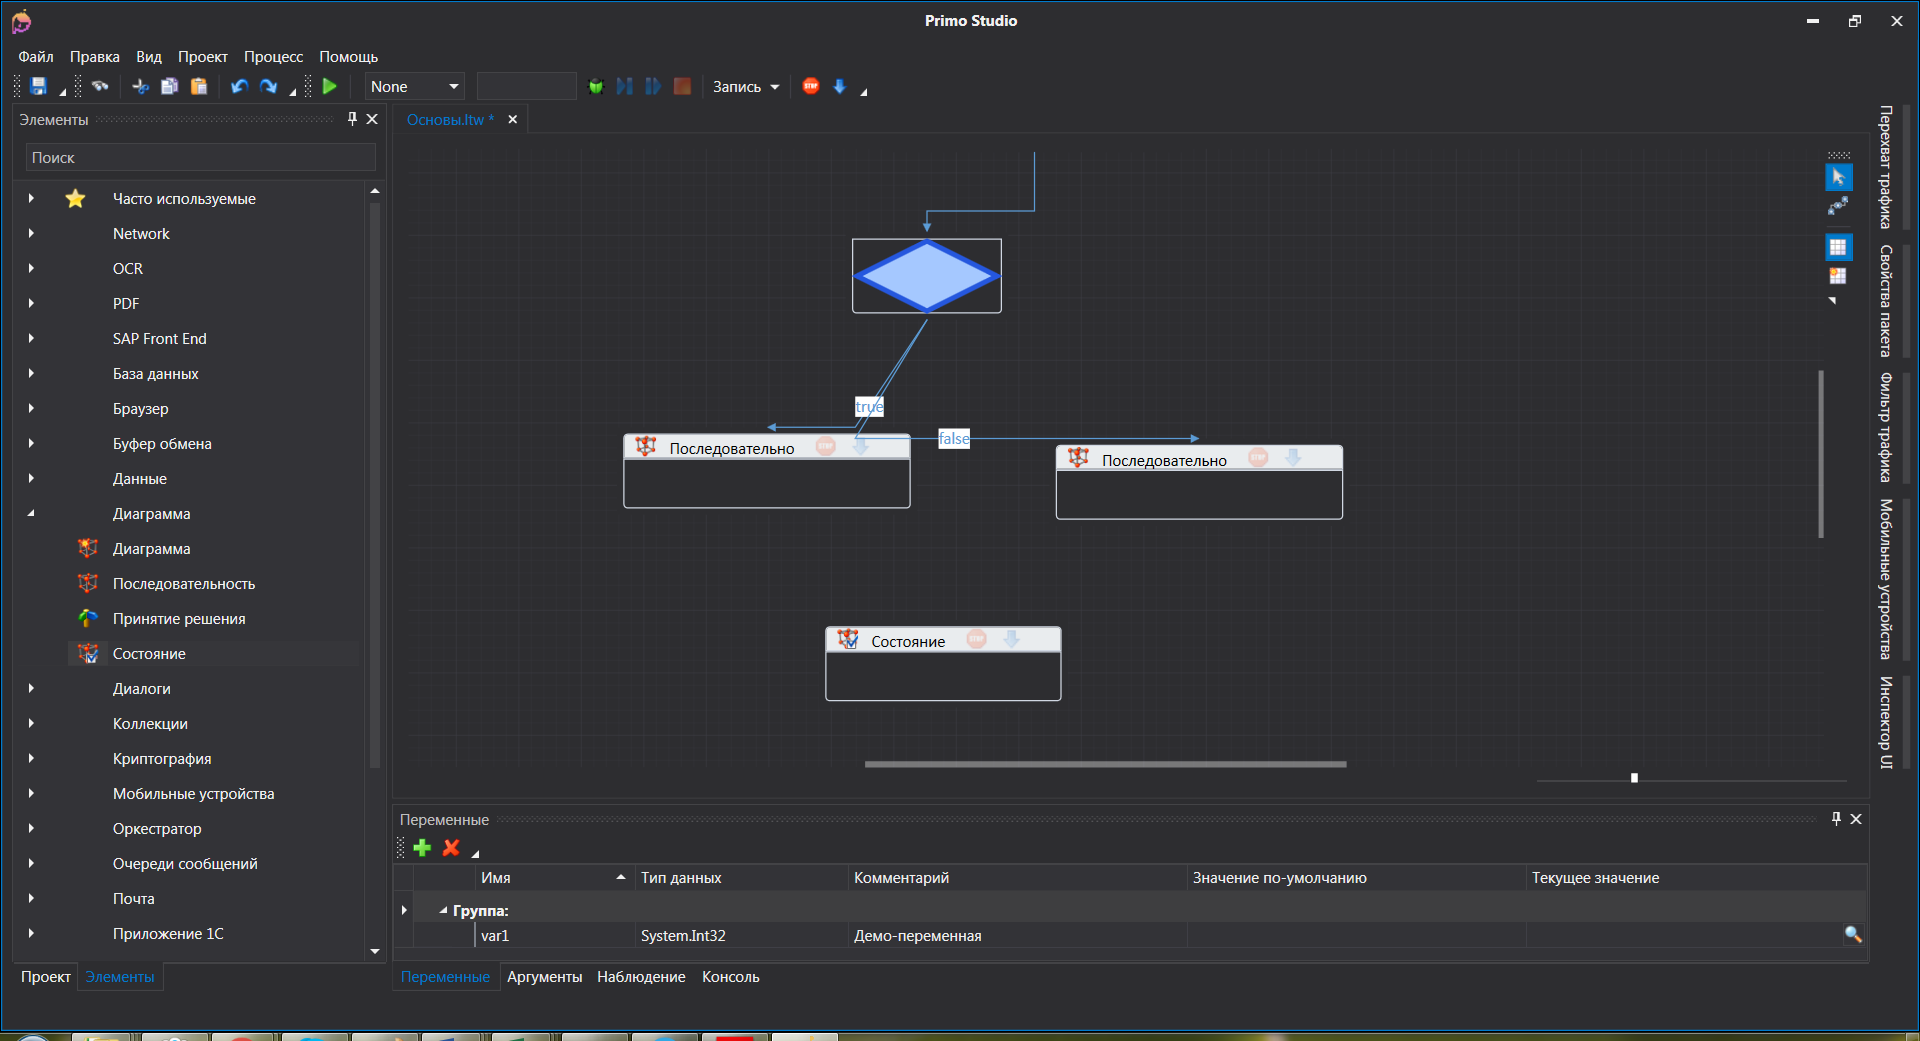 Primo Studio
Файл Правка Вид Проект Процесс Помощь
None Запись
Элементы
Основы.ltw *
Поиск
Часто используемые
Network
OCR
PDF
SAP Front End
База данных
Браузер
Буфер обмена
Данные
Диаграмма
Диаграмма
Последовательность
Принятие решения
Состояние
Диалоги
Коллекции
Криптография
Мобильные устройства
Оркестратор
Очереди сообщений
Почта
Приложение 1С
Проект Элементы
true
false
Последовательно
Последовательно
Состояние
Перехват трафика
Свойства пакета
Фильтр трафика
Мобильные устройства
Инспектор UI
Переменные
Имя Тип данных Комментарий Значение по-умолчанию Текущее значение
Группа:
var1 System.Int32 Демо-переменная
Переменные Аргументы Наблюдение Консоль